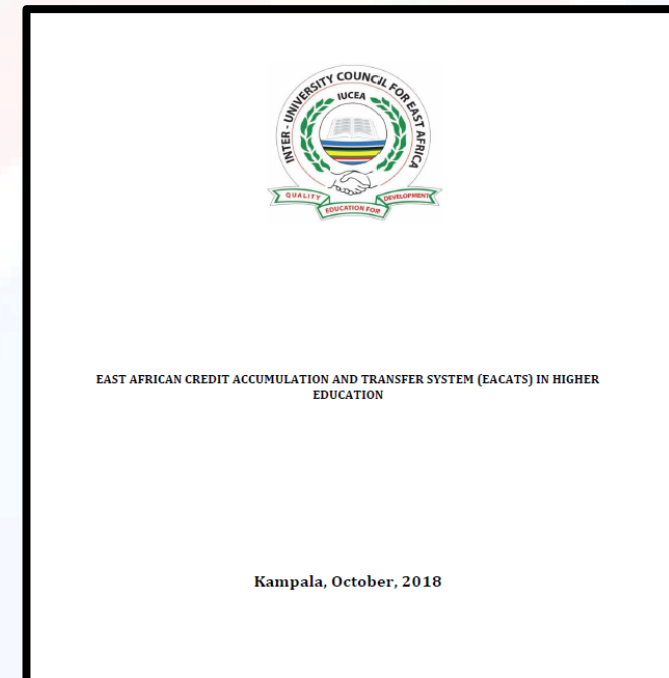 INTER - UNIVERSITY COUNCIL FOR EAST AFRICA
IUCEA
QUALITY
EDUCATION FOR
DEVELOPMENT
EAST AFRICAN CREDIT ACCUMULATION AND TRANSFER SYSTEM (EACATS) IN HIGHER
EDUCATION
Kampala, October, 2018